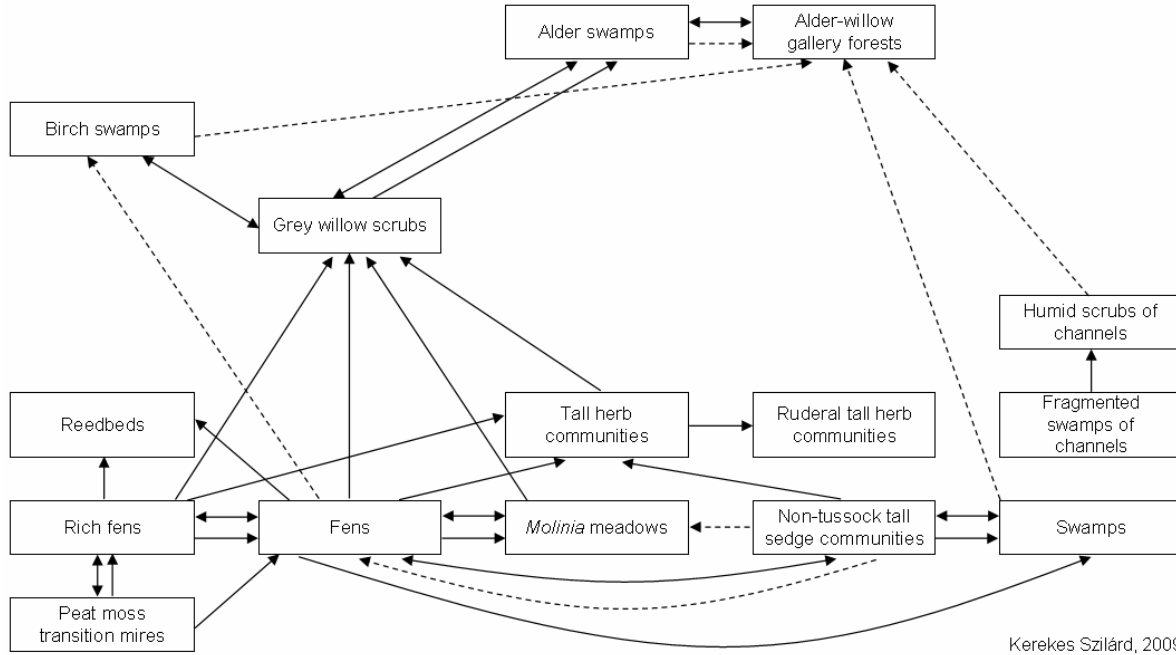 Alder swamps
Alder-willow
gallery forests
Birch swamps
Grey willow scrubs
Humid scrubs of
channels
Reedbeds
Tall herb
communities
Ruderal tall herb
communities
Fragmented
swamps of
channels
Rich fens
Fens
Molinia meadows
Non-tussock tall
sedge communities
Swamps
Peat moss
transition mires
Kerekes Szilárd, 2009